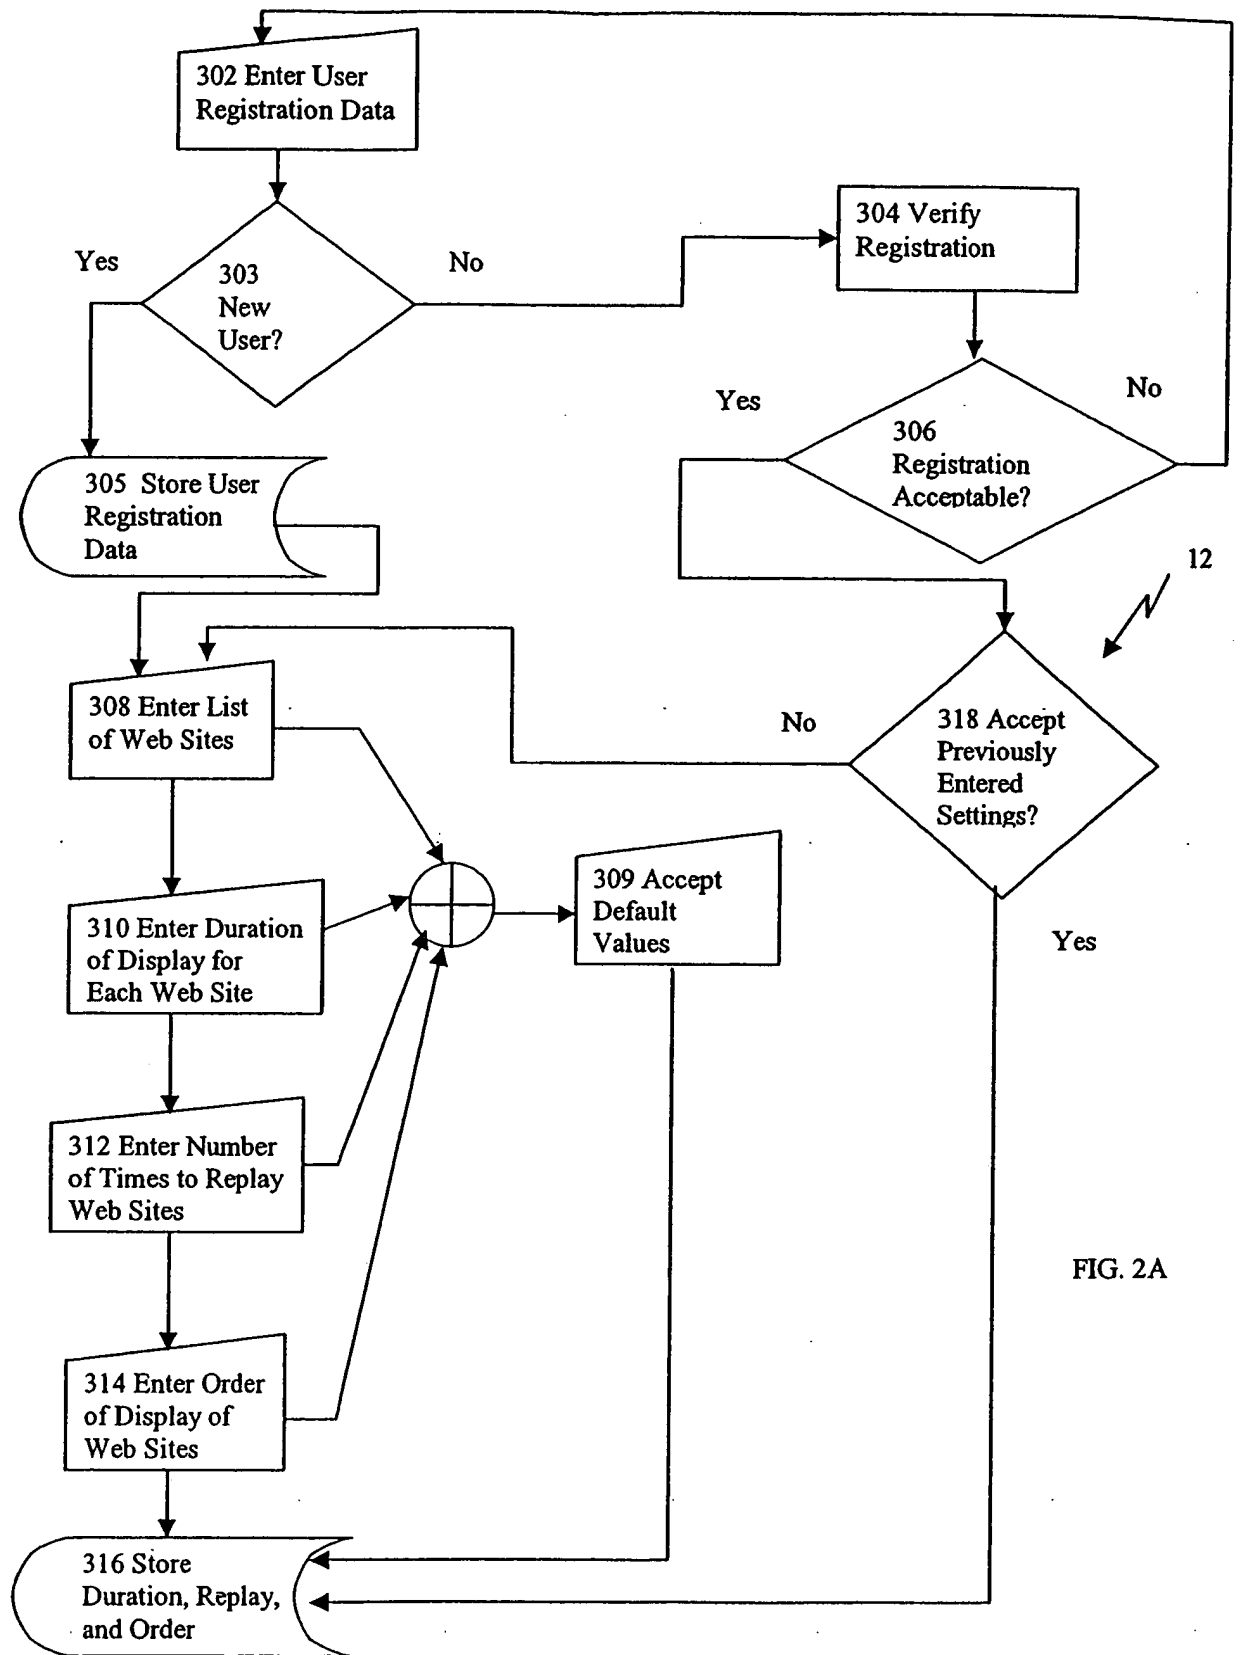 302 Enter User
Registration Data
304 Verify
Registration
Yes
No
303
New
User?
Yes
No
306
Registration
Acceptable?
305 Store User
Registration
Data
12
308 Enter List
of Web Sites
No
318 Accept
Previously
Entered
Settings?
309 Accept
Default
Values
310 Enter Duration
of Display for
Each Web Site
Yes
312 Enter Number
of Times to Replay
Web Sites
FIG. 2A
314 Enter Order
of Display of
Web Sites
316 Store
Duration, Replay,
and Order